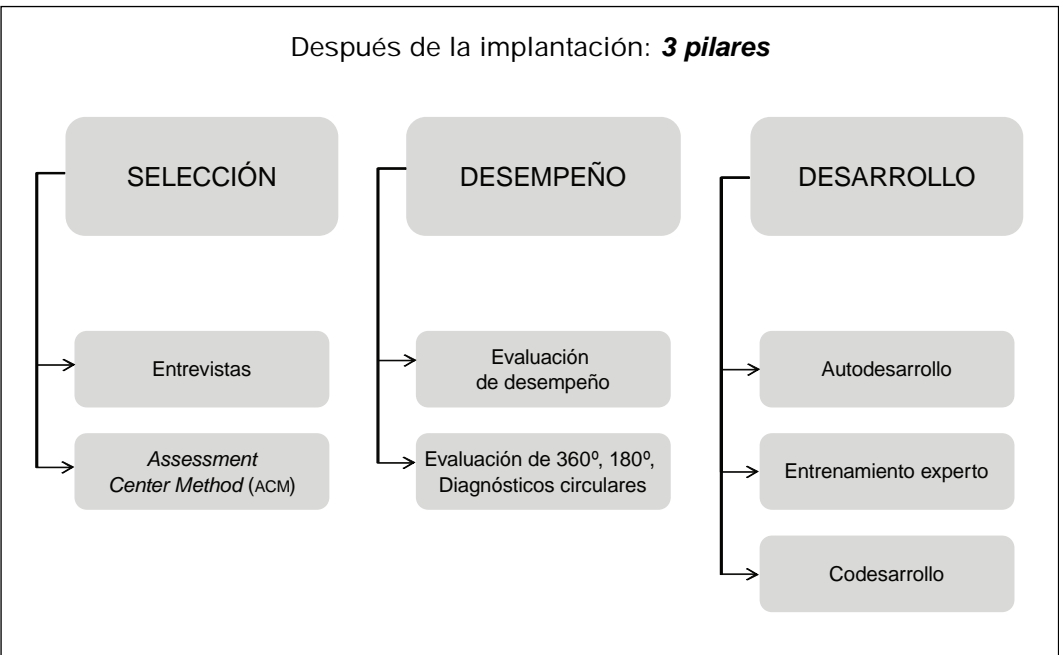 Después de la implantación: 3 pilares
SELECCIÓN
Entrevistas
Assessment
Center Method (ACM)
DESEMPEÑO
Evaluación
de desempeño
Evaluación de 360º, 180º,
Diagnósticos circulares
DESARROLLO
Autodesarrollo
Entrenamiento experto
Codesarrollo